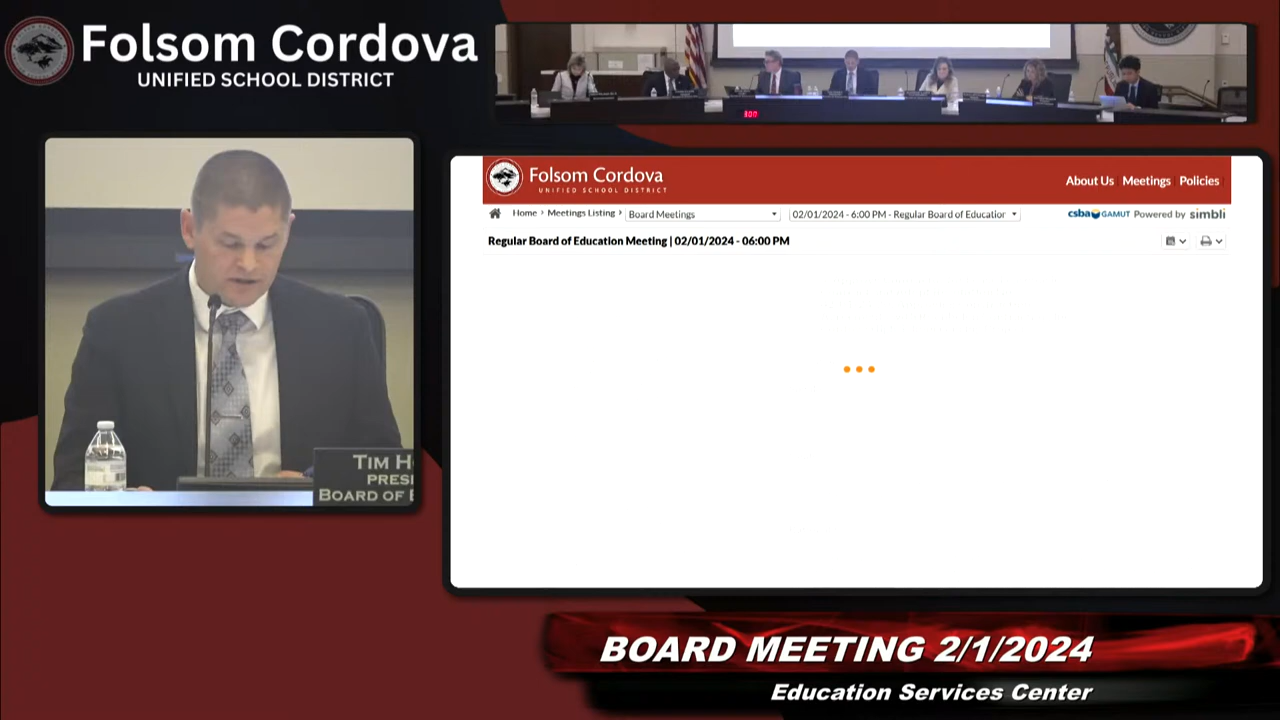 Folsom Cordova
UNIFIED SCHOOL DISTRICT
Folsom Cordova
UNIFIED SCHOOL DISTRICT
About Us
Meetings
Policies
Home › Meetings Listing ›
Board Meetings
02/01/2024 - 6:00 PM - Regular Board of Education
csba GAMUT Powered by simbli
Regular Board of Education Meeting | 02/01/2024 - 06:00 PM
TIM H
PRES
BOARD OF
BOARD MEETING 2/1/2024
Education Services Center